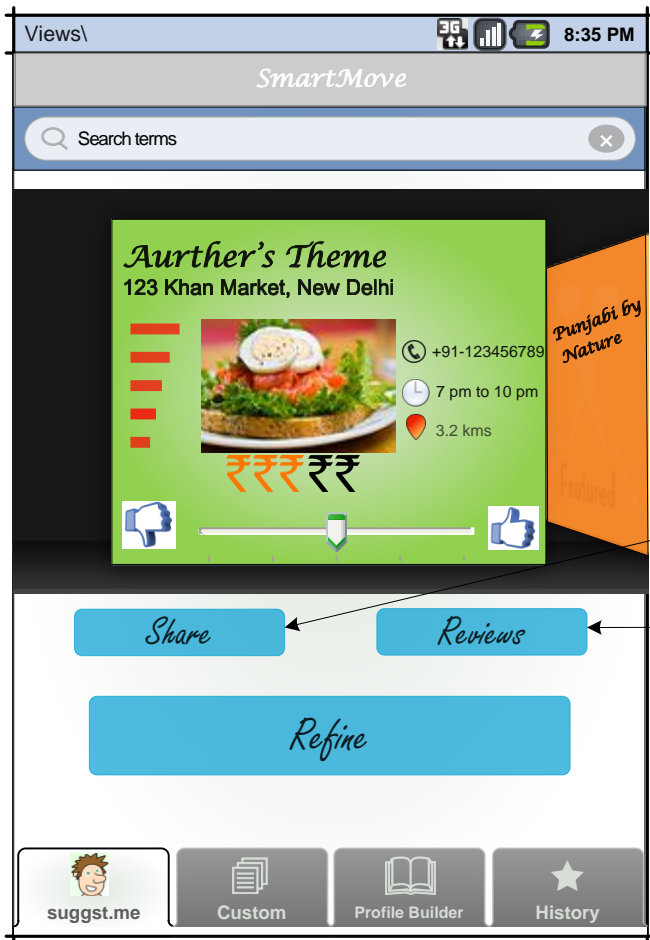 Views\
3G
8:35 PM
SmartMove
Search terms
Aurther's Theme
123 Khan Market, New Delhi
+91-123456789
7 pm to 10 pm
3.2 kms
₹₹₹₹₹
Punjabi by
Nature
Featured
Share
Reviews
Refine
suggst.me
Custom
Profile Builder
History